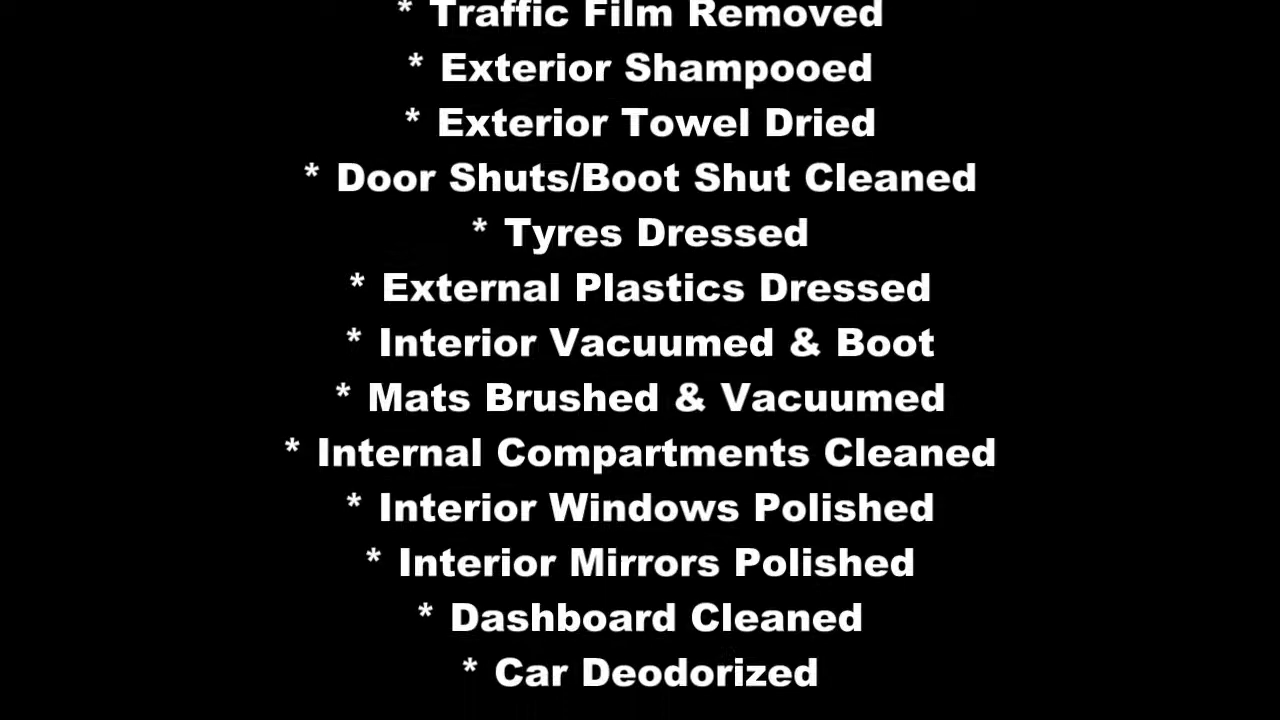 * Traffic Film Removed
* Exterior Shampooed
* Exterior Towel Dried
* Door Shuts/Boot Shut Cleaned
* Tyres Dressed
* External Plastics Dressed
* Interior Vacuumed & Boot
* Mats Brushed & Vacuumed
* Internal Compartments Cleaned
* Interior Windows Polished
* Interior Mirrors Polished
* Dashboard Cleaned
* Car Deodorized